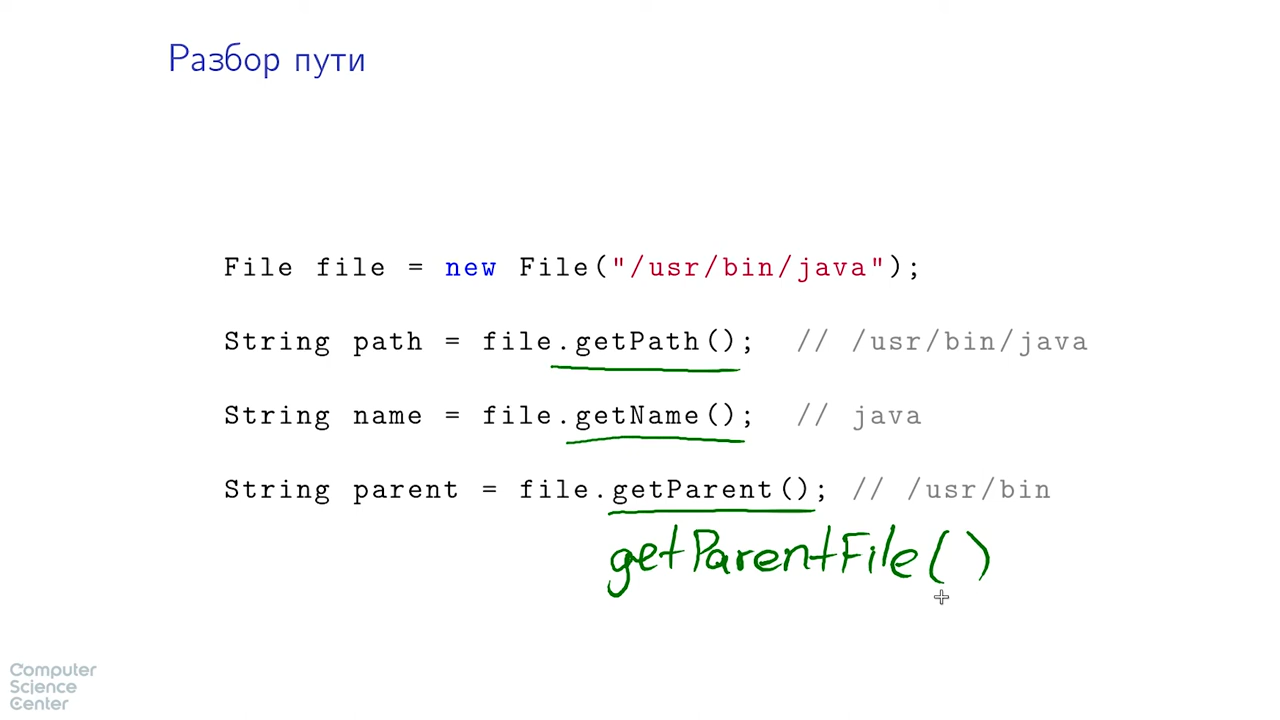 Разбор пути
File file = new File("/usr/bin/java");
String path = file.getPath(); // /usr/bin/java
String name = file.getName(); // java
String parent = file.getParent(); // /usr/bin
getParentFile()
Computer
Science
Center